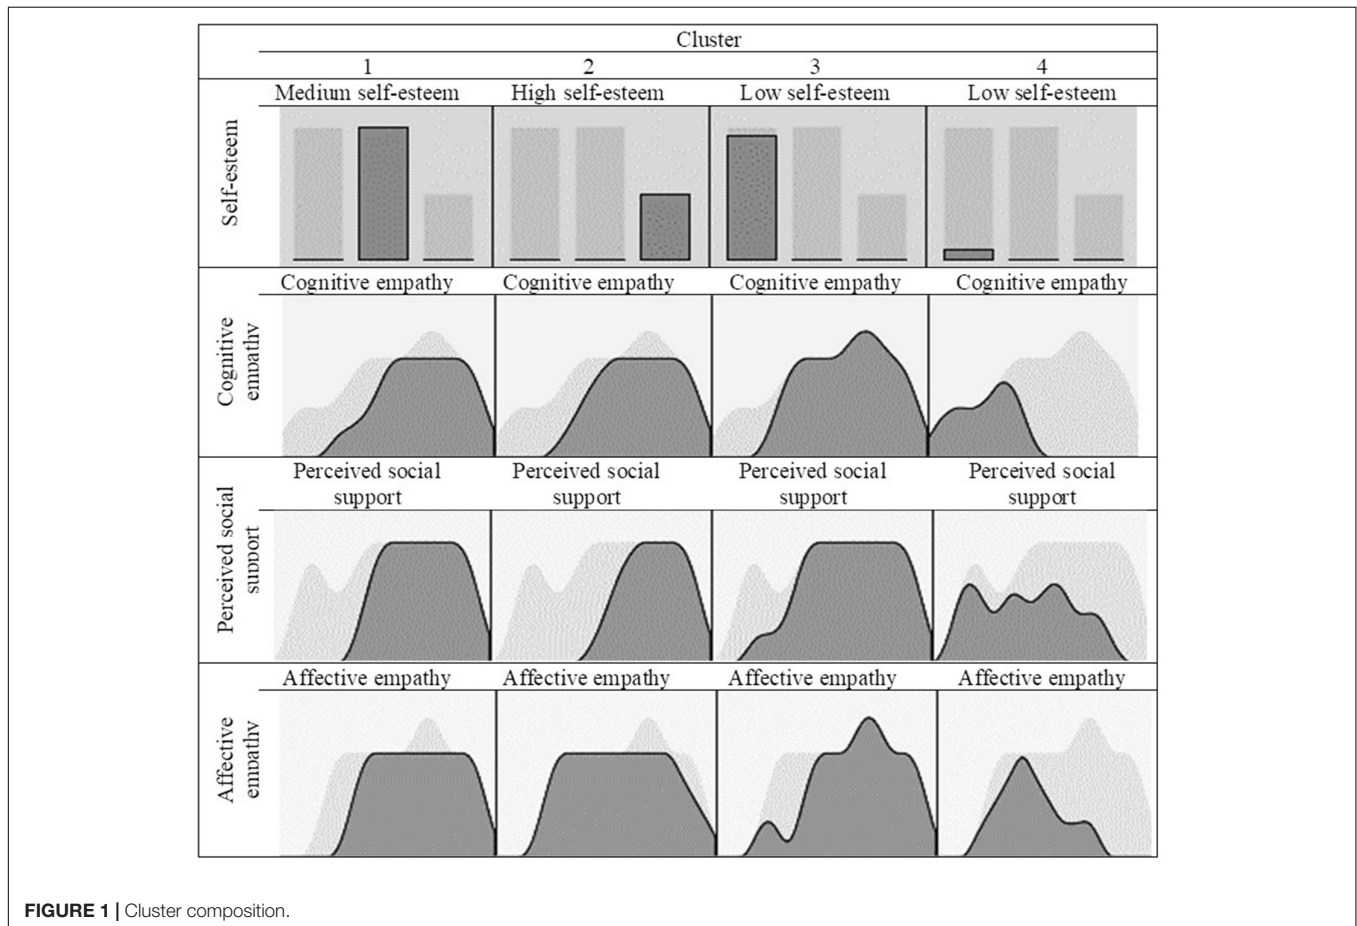 Cluster
1 2 3 4
Medium self-esteem High self-esteem Low self-esteem Low self-esteem
Self-esteem
Cognitive empathy Cognitive empathy Cognitive empathy Cognitive empathy
Cognitive
empathy
Perceived social Perceived social Perceived social Perceived social
support support support support
Perceived social
support
Affective empathy Affective empathy Affective empathy Affective empathy
Affective
empathy
FIGURE 1 | Cluster composition.